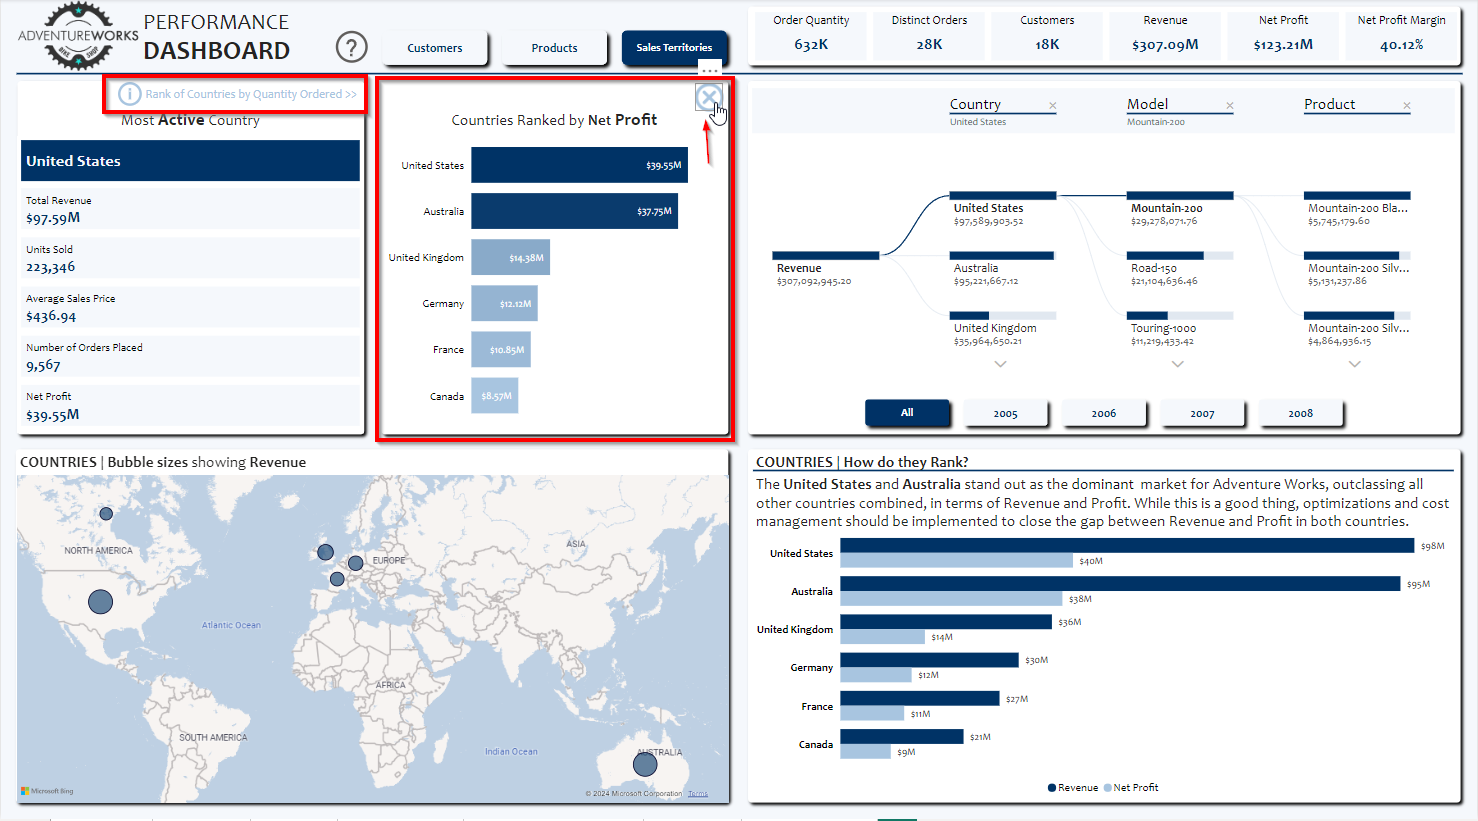 ADVENTUREWORKS
BIKE SHOP
PERFORMANCE
DASHBOARD
?
Customers
Products
Sales Territories
...
Order Quantity
632K
Distinct Orders
28K
Customers
18K
Revenue
$307.09M
Net Profit
$123.21M
Net Profit Margin
40.12%
Rank of Countries by Quantity Ordered >>
Most Active Country
United States
Total Revenue
$97.59M
Units Sold
223,346
Average Sales Price
$436.94
Number of Orders Placed
9,567
Net Profit
$39.55M
Countries Ranked by Net Profit
United States $39.55M
Australia $37.75M
United Kingdom $14.38M
Germany $12.12M
France $10.85M
Canada $8.57M
Country
United States
Model
Mountain-200
Product
Revenue
$307,092,945.20
United States
$97,589,903.52
Australia
$95,221,667.12
United Kingdom
$35,964,650.21
Mountain-200
$29,278,071.76
Road-150
$21,104,636.46
Touring-1000
$11,219,433.42
Mountain-200 Bla...
$5,745,179.60
Mountain-200 Silv...
$5,131,237.86
Mountain-200 Silv...
$4,864,936.15
All
2005
2006
2007
2008
COUNTRIES | Bubble sizes showing Revenue
NORTH AMERICA
EUROPE
ASIA
Atlantic Ocean
AFRICA
SOUTH AMERICA
Indian Ocean
AUSTRALIA
Microsoft Bing
© 2024 Microsoft Corporation Terms
COUNTRIES | How do they Rank?
The United States and Australia stand out as the dominant market for Adventure Works, outclassing all
other countries combined, in terms of Revenue and Profit. While this is a good thing, optimizations and cost
management should be implemented to close the gap between Revenue and Profit in both countries.
United States $98M
$40M
Australia $95M
$38M
United Kingdom $36M
$14M
Germany $30M
$12M
France $27M
$11M
Canada $21M
$9M
Revenue Net Profit